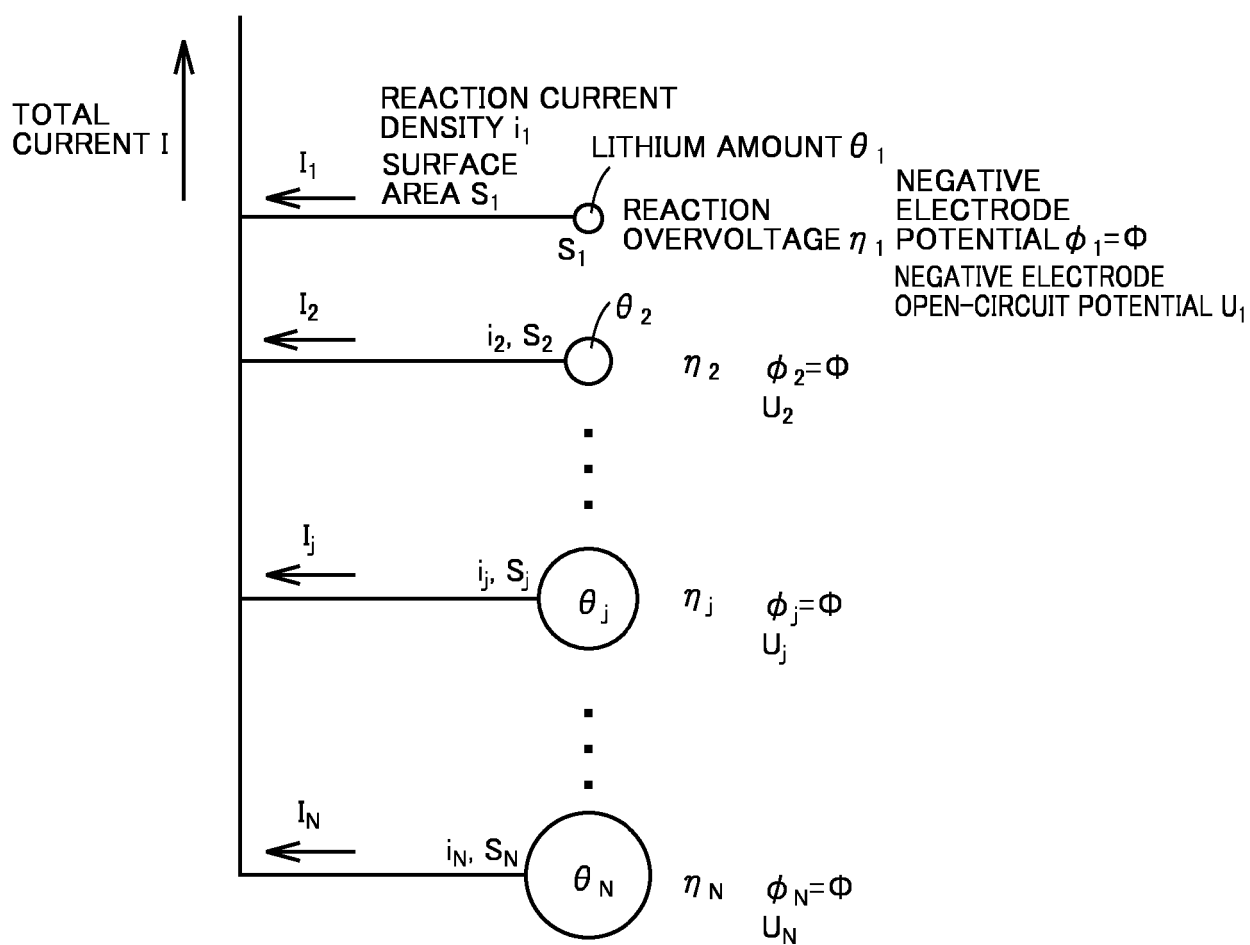 TOTAL
CURRENT I
REACTION CURRENT
DENSITY i₁
SURFACE
AREA S₁
I₁
LITHIUM AMOUNT θ₁
S₁
REACTION
OVERVOLTAGE η₁
NEGATIVE
ELECTRODE
POTENTIAL ϕ₁=Φ
NEGATIVE ELECTRODE
OPEN-CIRCUIT POTENTIAL U₁
I₂
i₂, S₂
θ₂
η₂
ϕ₂=Φ
U₂
Iⱼ
iⱼ, Sⱼ
θⱼ
ηⱼ
ϕⱼ=Φ
Uⱼ
I_N
i_N, S_N
θ_N
η_N
ϕ_N=Φ
U_N